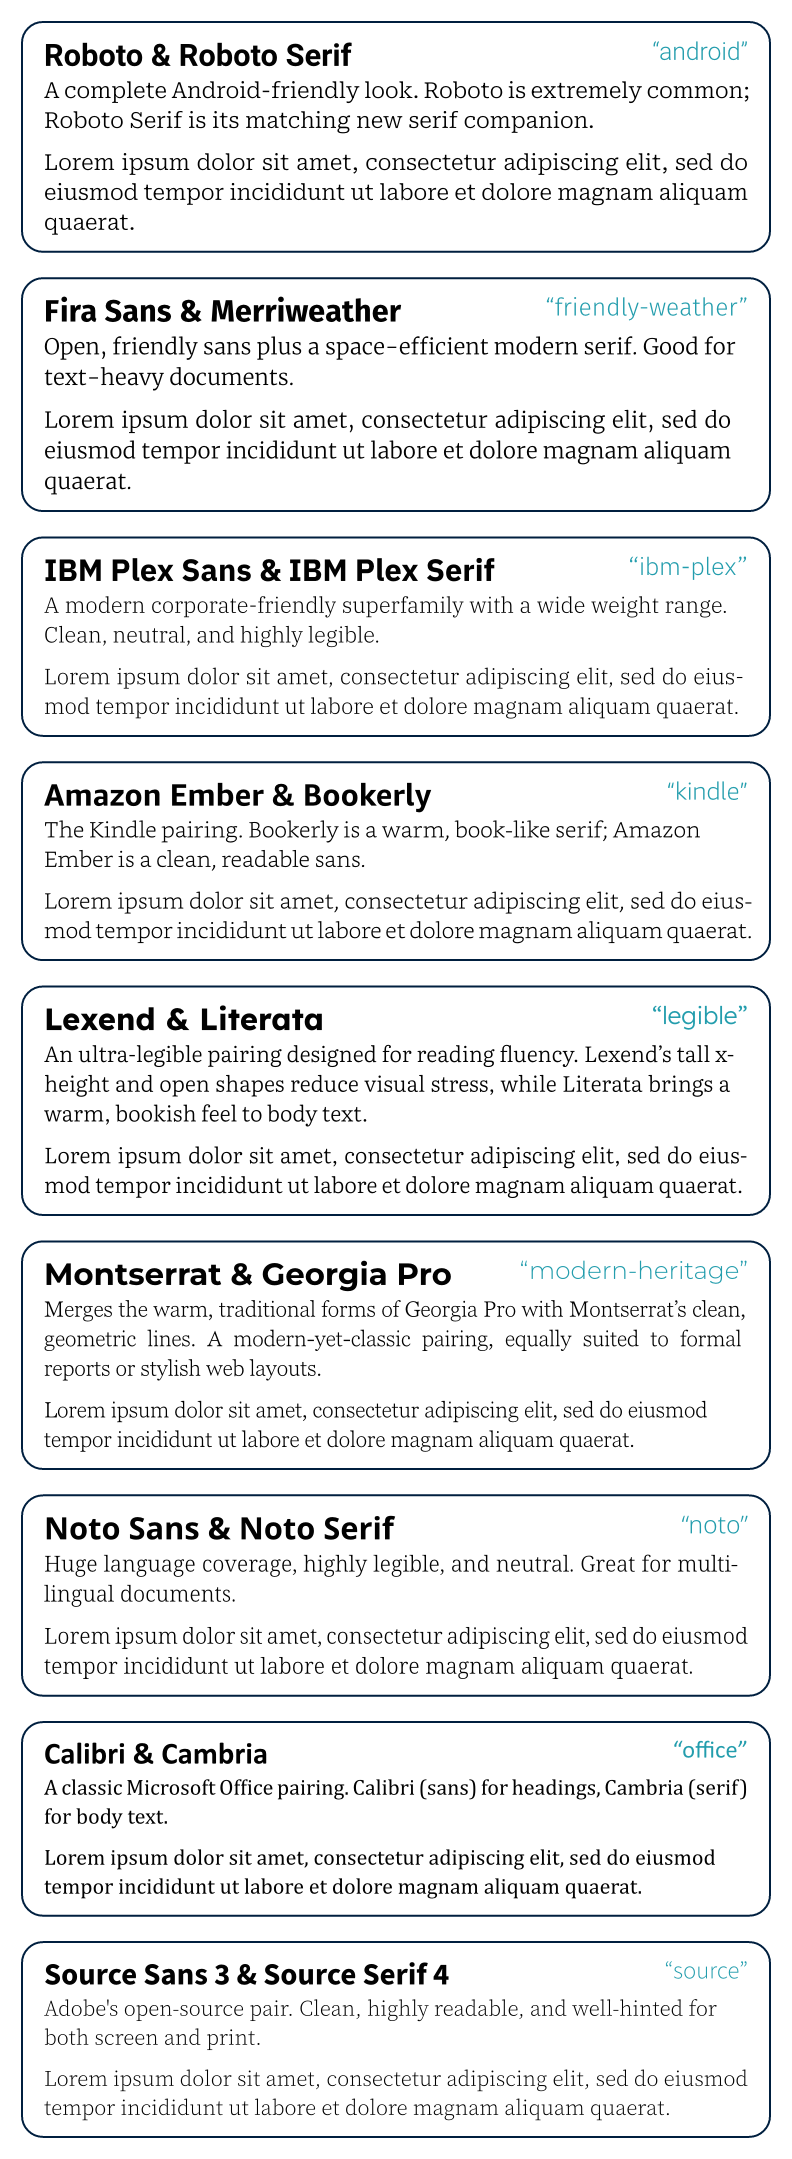 Roboto & Roboto Serif “android”
A complete Android-friendly look. Roboto is extremely common;
Roboto Serif is its matching new serif companion.
Lorem ipsum dolor sit amet, consectetur adipiscing elit, sed do
eiusmod tempor incididunt ut labore et dolore magnam aliquam
quaerat.
Fira Sans & Merriweather “friendly-weather”
Open, friendly sans plus a space-efficient modern serif. Good for
text-heavy documents.
Lorem ipsum dolor sit amet, consectetur adipiscing elit, sed do
eiusmod tempor incididunt ut labore et dolore magnam aliquam
quaerat.
IBM Plex Sans & IBM Plex Serif “ibm-plex”
A modern corporate-friendly superfamily with a wide weight range.
Clean, neutral, and highly legible.
Lorem ipsum dolor sit amet, consectetur adipiscing elit, sed do eius-
mod tempor incididunt ut labore et dolore magnam aliquam quaerat.
Amazon Ember & Bookerly “kindle”
The Kindle pairing. Bookerly is a warm, book-like serif; Amazon
Ember is a clean, readable sans.
Lorem ipsum dolor sit amet, consectetur adipiscing elit, sed do eius-
mod tempor incididunt ut labore et dolore magnam aliquam quaerat.
Lexend & Literata “legible”
An ultra-legible pairing designed for reading fluency. Lexend’s tall x-
height and open shapes reduce visual stress, while Literata brings a
warm, bookish feel to body text.
Lorem ipsum dolor sit amet, consectetur adipiscing elit, sed do eius-
mod tempor incididunt ut labore et dolore magnam aliquam quaerat.
Montserrat & Georgia Pro “modern-heritage”
Merges the warm, traditional forms of Georgia Pro with Montserrat’s clean,
geometric lines. A modern-yet-classic pairing, equally suited to formal
reports or stylish web layouts.
Lorem ipsum dolor sit amet, consectetur adipiscing elit, sed do eiusmod
tempor incididunt ut labore et dolore magnam aliquam quaerat.
Noto Sans & Noto Serif “noto”
Huge language coverage, highly legible, and neutral. Great for multi-
lingual documents.
Lorem ipsum dolor sit amet, consectetur adipiscing elit, sed do eiusmod
tempor incididunt ut labore et dolore magnam aliquam quaerat.
Calibri & Cambria “office”
A classic Microsoft Office pairing. Calibri (sans) for headings, Cambria (serif)
for body text.
Lorem ipsum dolor sit amet, consectetur adipiscing elit, sed do eiusmod
tempor incididunt ut labore et dolore magnam aliquam quaerat.
Source Sans 3 & Source Serif 4 “source”
Adobe's open-source pair. Clean, highly readable, and well-hinted for
both screen and print.
Lorem ipsum dolor sit amet, consectetur adipiscing elit, sed do eiusmod
tempor incididunt ut labore et dolore magnam aliquam quaerat.